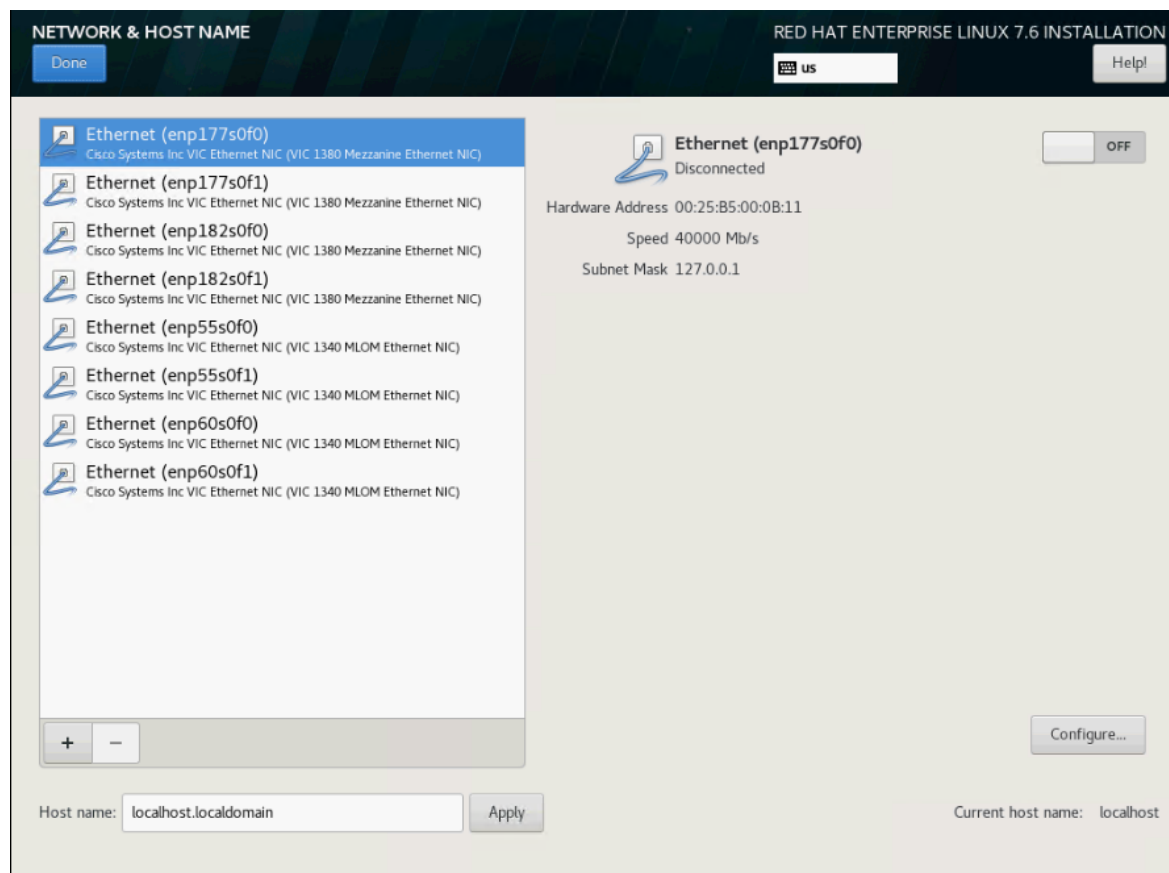 NETWORK & HOST NAME
RED HAT ENTERPRISE LINUX 7.6 INSTALLATION
Done
us
Help!
Ethernet (enp177s0f0)
Cisco Systems Inc VIC Ethernet NIC (VIC 1380 Mezzanine Ethernet NIC)
Ethernet (enp177s0f1)
Cisco Systems Inc VIC Ethernet NIC (VIC 1380 Mezzanine Ethernet NIC)
Ethernet (enp182s0f0)
Cisco Systems Inc VIC Ethernet NIC (VIC 1380 Mezzanine Ethernet NIC)
Ethernet (enp182s0f1)
Cisco Systems Inc VIC Ethernet NIC (VIC 1380 Mezzanine Ethernet NIC)
Ethernet (enp55s0f0)
Cisco Systems Inc VIC Ethernet NIC (VIC 1340 MLOM Ethernet NIC)
Ethernet (enp55s0f1)
Cisco Systems Inc VIC Ethernet NIC (VIC 1340 MLOM Ethernet NIC)
Ethernet (enp60s0f0)
Cisco Systems Inc VIC Ethernet NIC (VIC 1340 MLOM Ethernet NIC)
Ethernet (enp60s0f1)
Cisco Systems Inc VIC Ethernet NIC (VIC 1340 MLOM Ethernet NIC)
Ethernet (enp177s0f0)
Disconnected
OFF
Hardware Address 00:25:B5:00:0B:11
Speed 40000 Mb/s
Subnet Mask 127.0.0.1
+ −
Configure...
Host name: localhost.localdomain Apply
Current host name: localhost